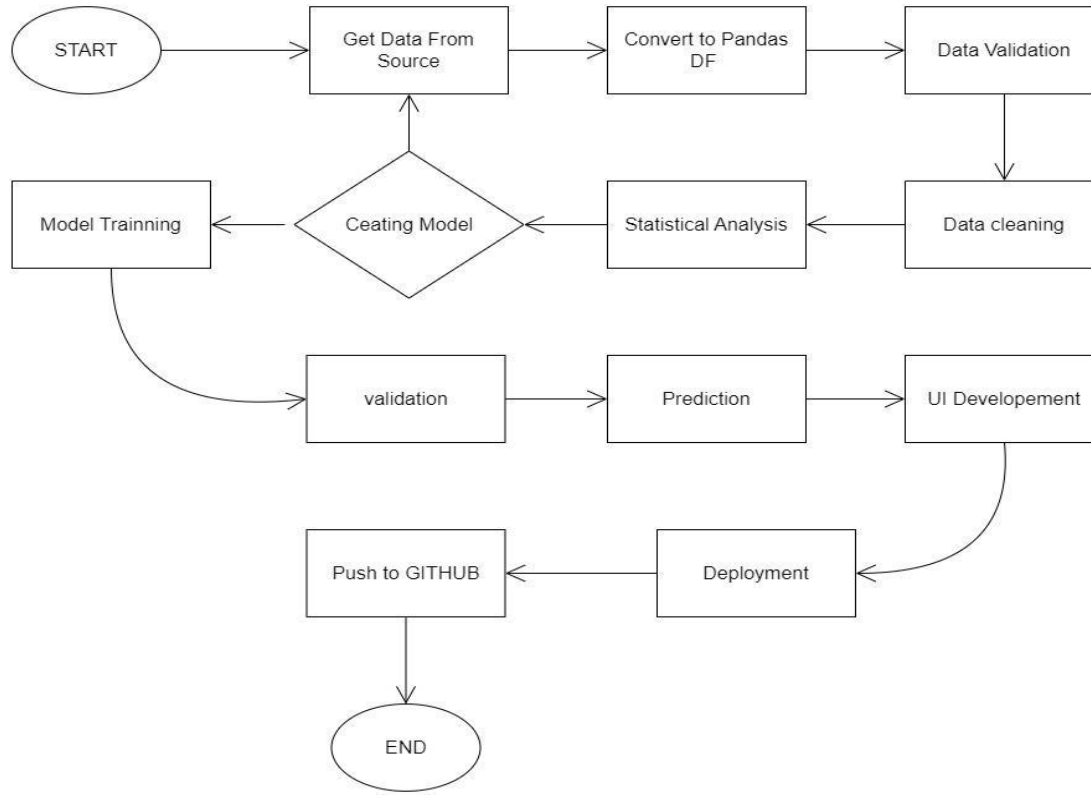 START
Get Data From
Source
Convert to Pandas
DF
Data Validation
Model Trainning
Ceating Model
Statistical Analysis
Data cleaning
validation
Prediction
UI Developement
Push to GITHUB
Deployment
END